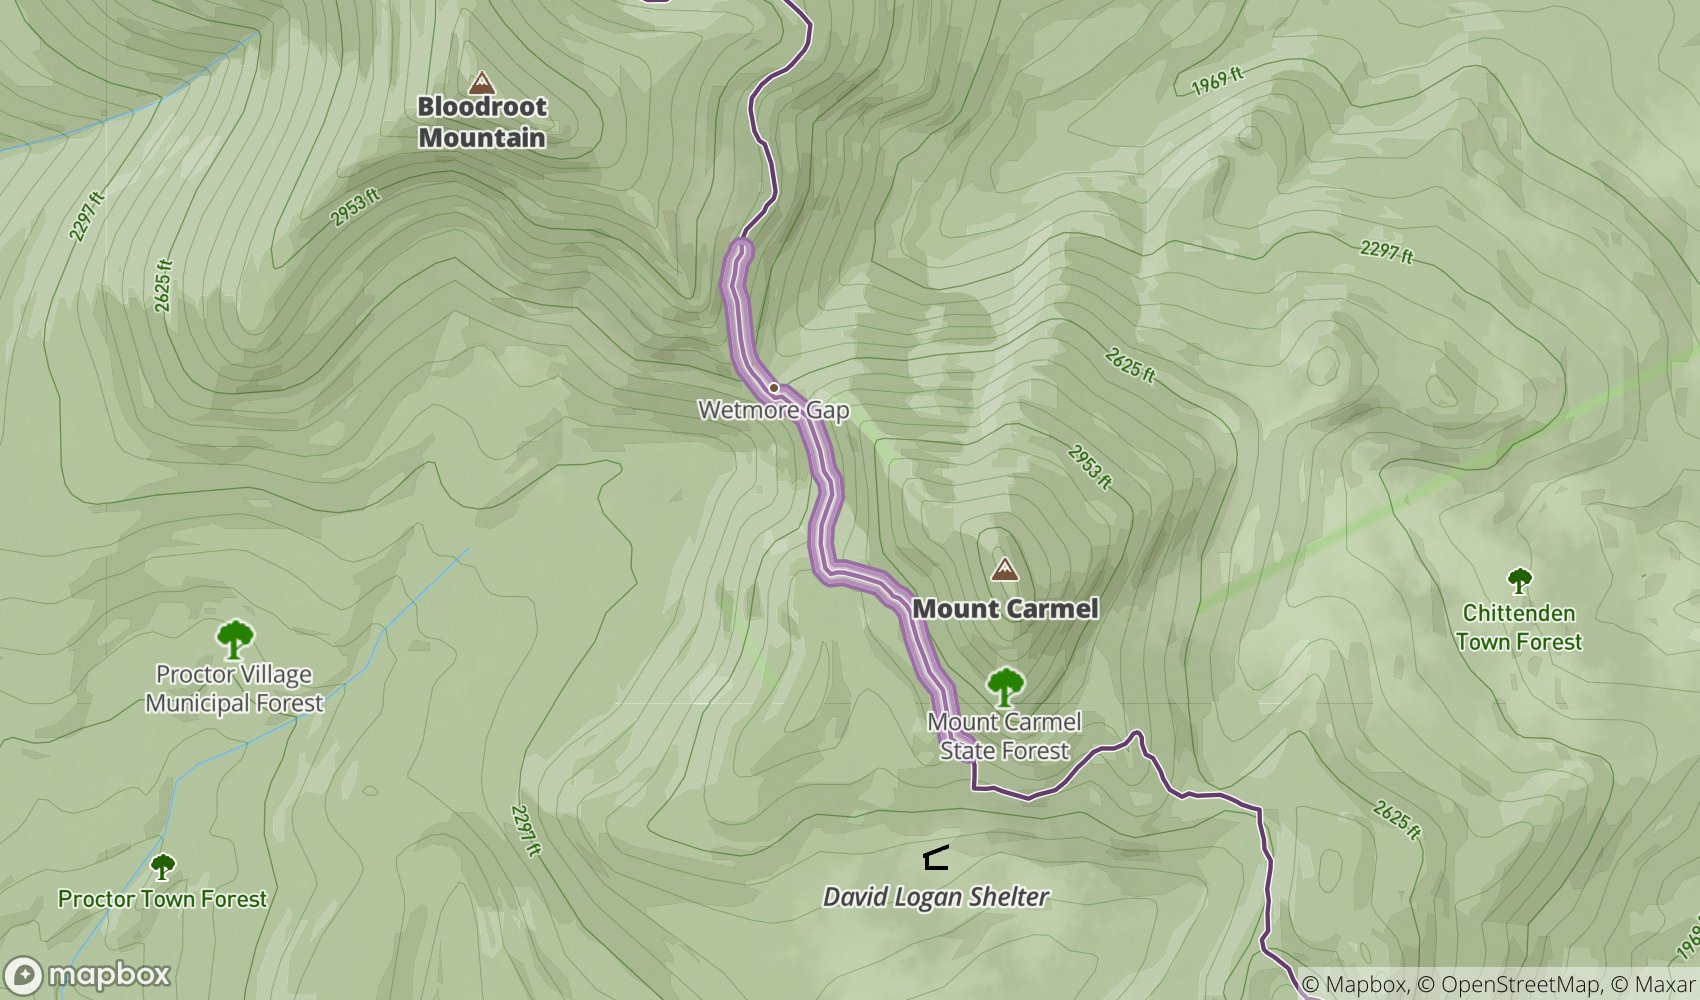 1969 ft
Bloodroot
Mountain
2953 ft
2297 ft
2297 ft
2625 ft
2625 ft
Wetmore Gap
2953 ft
Mount Carmel
Chittenden
Town Forest
Proctor Village
Municipal Forest
Mount Carmel
State Forest
2297 ft
2625 ft
David Logan Shelter
Proctor Town Forest
mapbox
© Mapbox, © OpenStreetMap, © Maxar